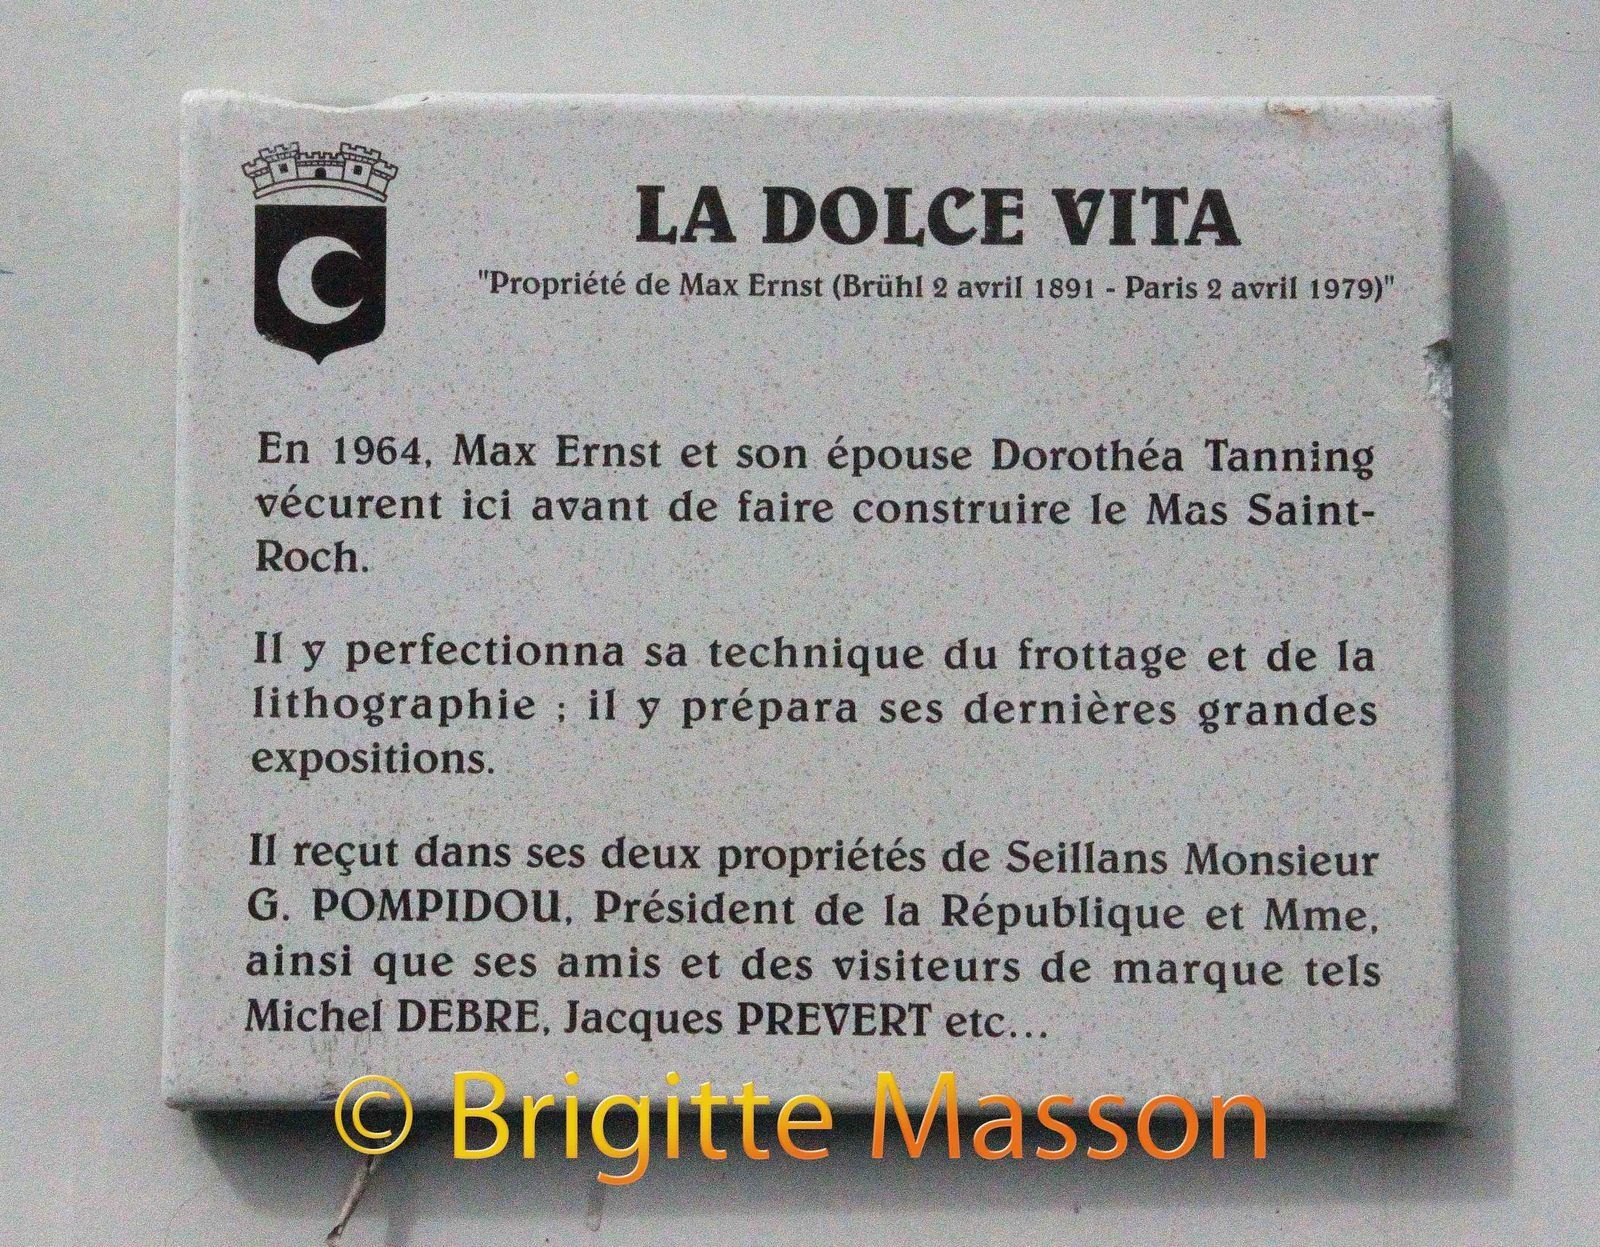 LA DOLCE VITA
"Propriété de Max Ernst (Brühl 2 avril 1891 - Paris 2 avril 1979)"
En 1964, Max Ernst et son épouse Dorothéa Tanning
vécurent ici avant de faire construire le Mas Saint-
Roch.
Il y perfectionna sa technique du frottage et de la
lithographie ; il y prépara ses dernières grandes
expositions.
Il reçut dans ses deux propriétés de Seillans Monsieur
G. POMPIDOU, Président de la République et Mme,
ainsi que ses amis et des visiteurs de marque tels
Michel DEBRE, Jacques PREVERT etc...
© Brigitte Masson